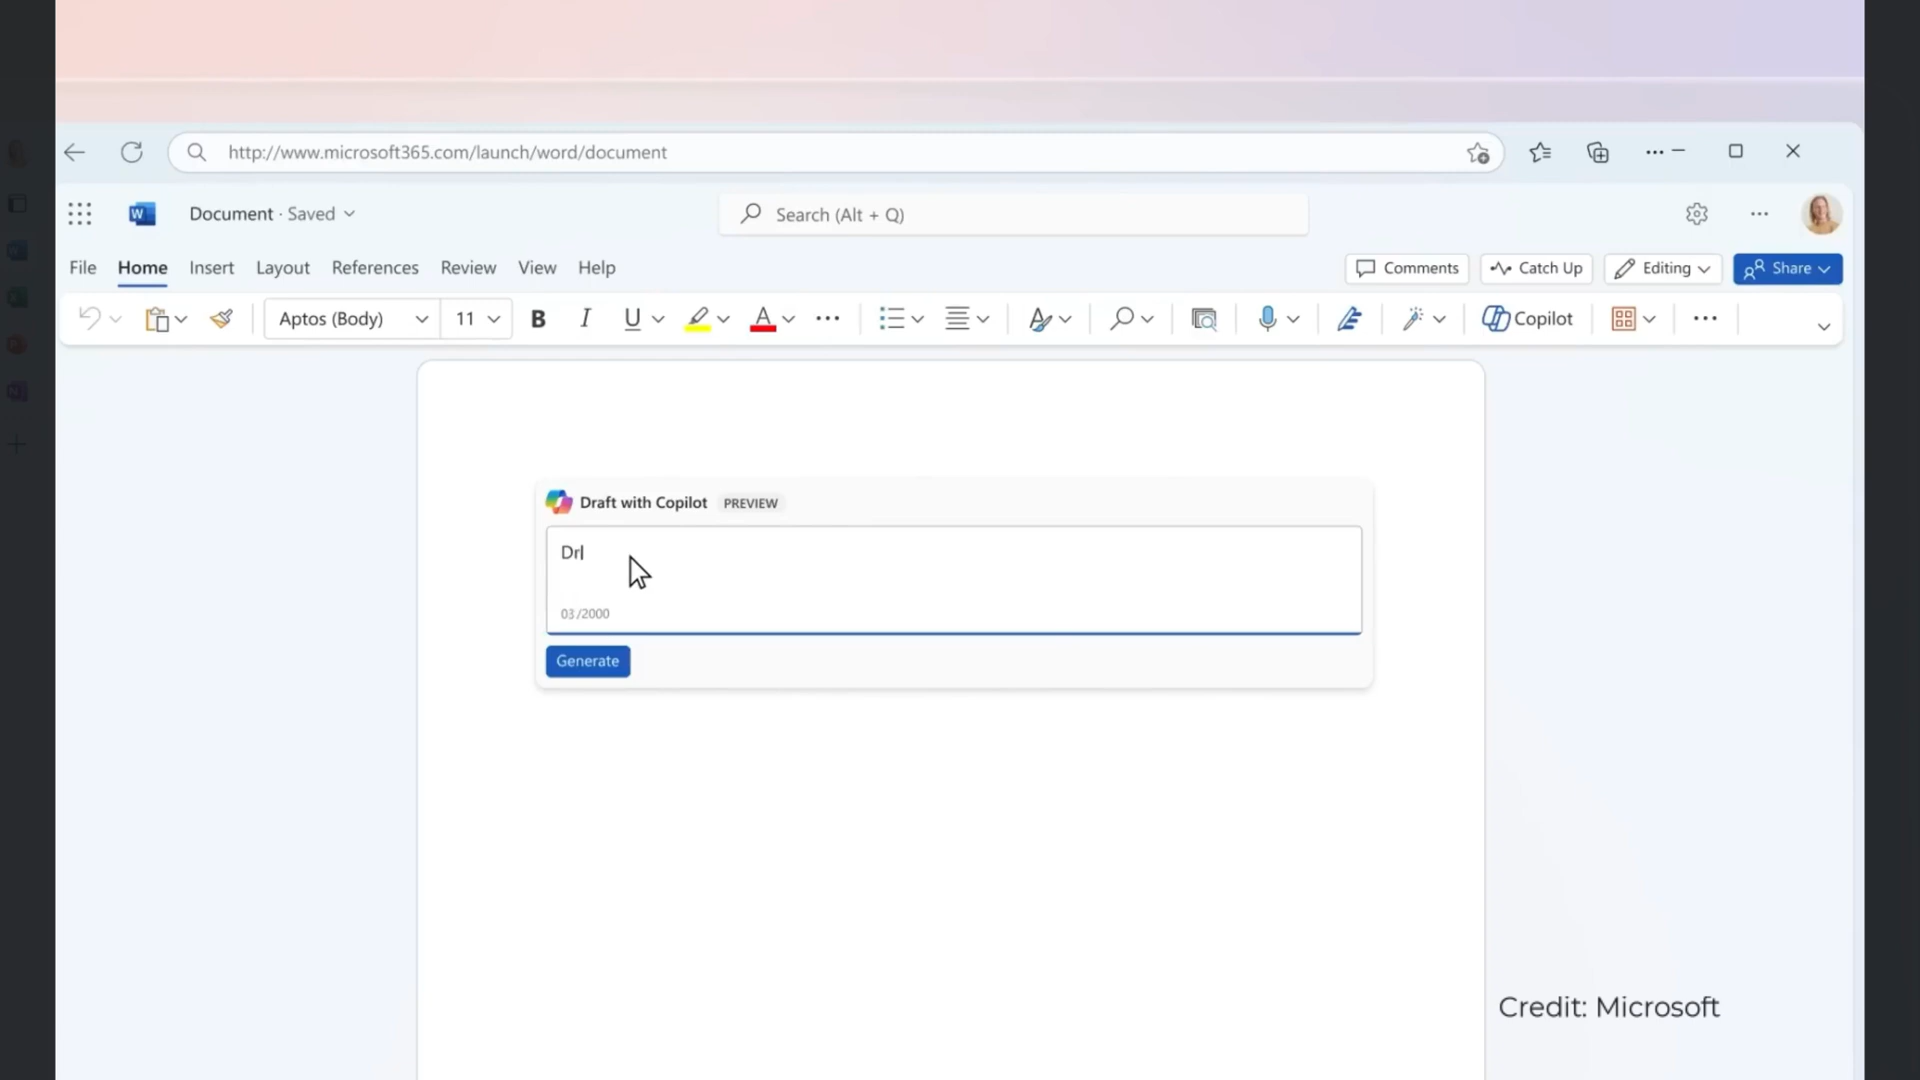 http://www.microsoft365.com/launch/word/document
W Document · Saved Search (Alt + Q)
File Home Insert Layout References Review View Help Comments Catch Up Editing Share
Aptos (Body) 11 B I U A A Copilot
Draft with Copilot PREVIEW
Dr
03/2000
Generate
Credit: Microsoft